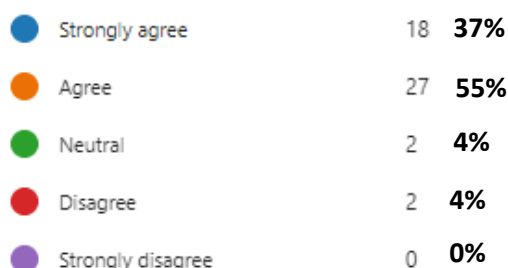 Strongly agree 18 37%
Agree 27 55%
Neutral 2 4%
Disagree 2 4%
Strongly disagree 0 0%